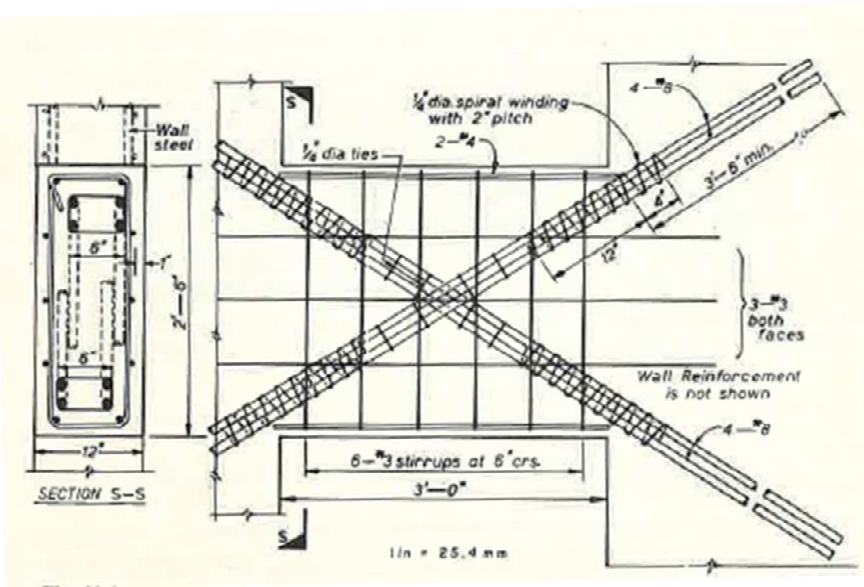 S
Wall
steel
¼" dia. spiral winding
with 2" pitch
4—#8
¼" dia ties
2—#4
3'—6" min.
4"
12"
6"
1"
2'—6"
3—#3
both
faces
6"
Wall Reinforcement
is not shown
4—#8
12"
6—#3 stirrups at 6" crs.
3'—0"
SECTION S—S
S
1in = 25.4 mm